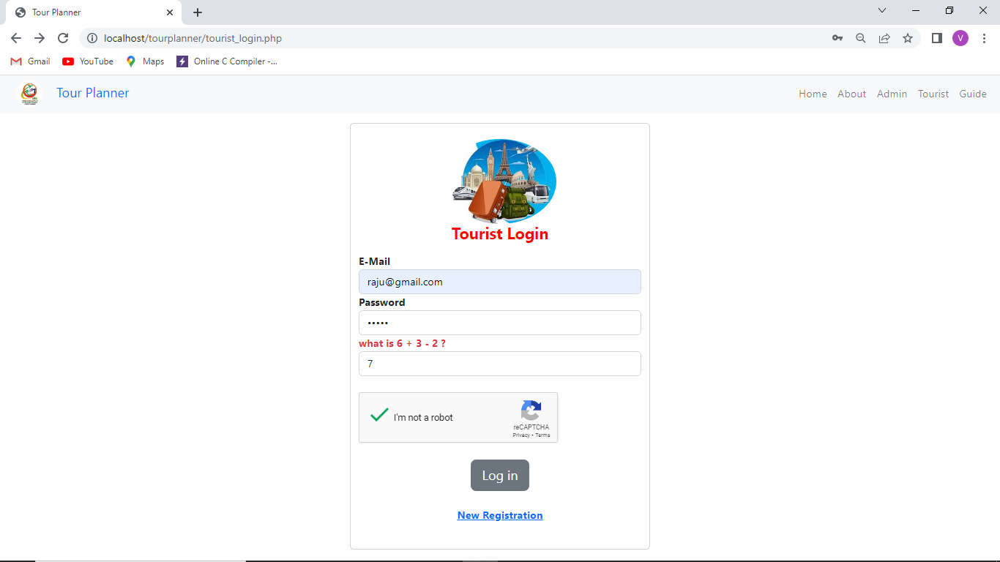 Tour Planner
localhost/tourplanner/tourist_login.php
V
Gmail YouTube Maps Online C Compiler -...
Tour Planner Home About Admin Tourist Guide
Tourist Login
E-Mail
raju@gmail.com
Password
•••••
what is 6 + 3 - 2 ?
7
I'm not a robot
reCAPTCHA
Privacy - Terms
Log in
New Registration